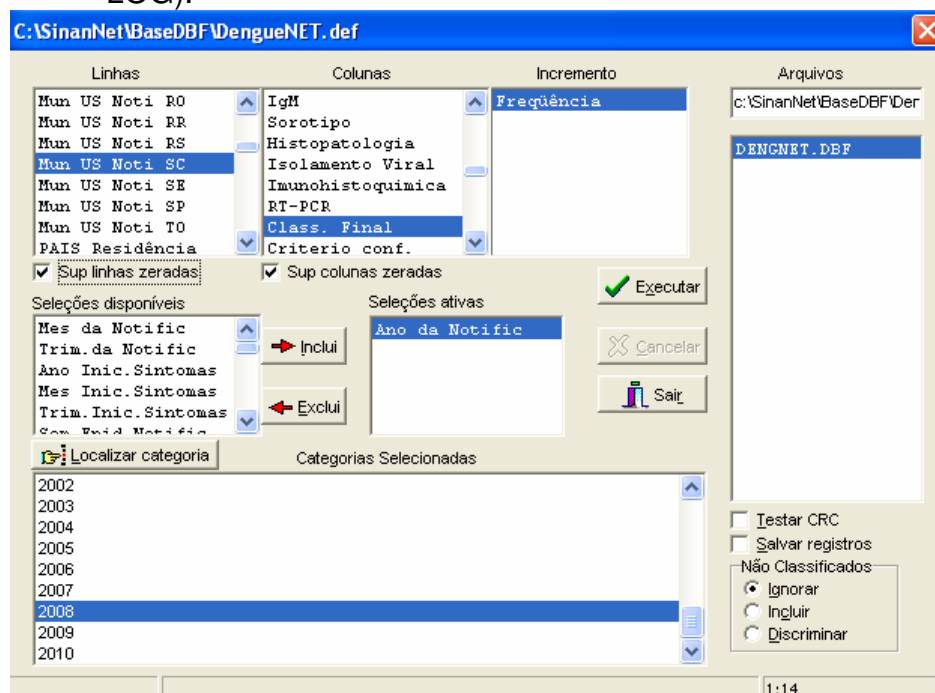 LOG).
C:\SinanNet\BaseDBF\DengueNET.def
Linhas
Colunas
Incremento
Arquivos
Mun US Noti RO
Mun US Noti RR
Mun US Noti RS
Mun US Noti SC
Mun US Noti SE
Mun US Noti SP
Mun US Noti TO
PAIS Residência
IgM
Sorotipo
Histopatologia
Isolamento Viral
Imunohistoquimica
RT-PCR
Class. Final
Criterio conf.
Freqüência
c:\SinanNet\BaseDBF\Der
DENGNET.DBF
Sup linhas zeradas
Sup colunas zeradas
Executar
Seleções disponíveis
Seleções ativas
Mes da Notific
Trim.da Notific
Ano Inic.Sintomas
Mes Inic.Sintomas
Trim.Inic.Sintomas
Sem Epid Notific
Inclui
Exclui
Ano da Notific
Cancelar
Sair
Localizar categoria
Categorias Selecionadas
2002
2003
2004
2005
2006
2007
2008
2009
2010
Testar CRC
Salvar registros
Não Classificados
Ignorar
Incluir
Discriminar
1:14